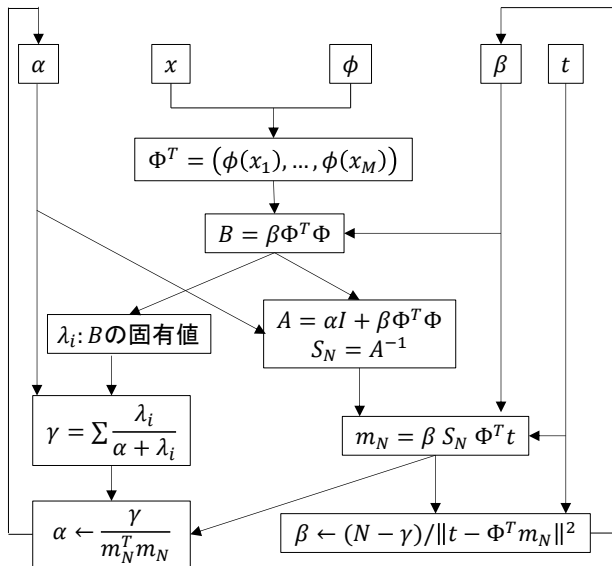 α
x
ϕ
β
t
Φ^T = (ϕ(x_1), … , ϕ(x_M))
B = βΦ^TΦ
λ_i: Bの固有値
A = αI + βΦ^TΦ
S_N = A^{-1}
γ = ∑ λ_i / (α + λ_i)
m_N = β S_N Φ^T t
α ← γ / (m_N^T m_N)
β ← (N − γ)/‖t − Φ^T m_N‖^2